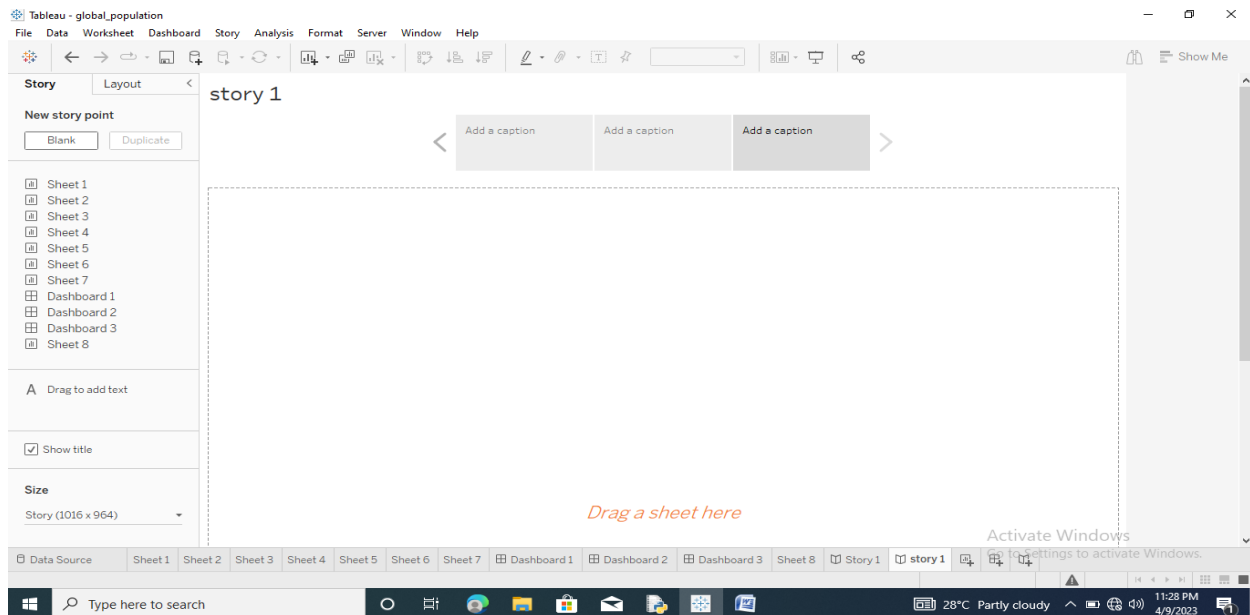 Tableau - global_population
File Data Worksheet Dashboard Story Analysis Format Server Window Help
Show Me
Story Layout
New story point
Blank Duplicate
Sheet 1
Sheet 2
Sheet 3
Sheet 4
Sheet 5
Sheet 6
Sheet 7
Dashboard 1
Dashboard 2
Dashboard 3
Sheet 8
A Drag to add text
Show title
Size
Story (1016 x 964)
story 1
Add a caption Add a caption Add a caption
Drag a sheet here
Activate Windows
Go to Settings to activate Windows.
Data Source Sheet 1 Sheet 2 Sheet 3 Sheet 4 Sheet 5 Sheet 6 Sheet 7 Dashboard 1 Dashboard 2 Dashboard 3 Sheet 8 Story 1 story 1
Type here to search
28°C Partly cloudy
11:28 PM
4/9/2023